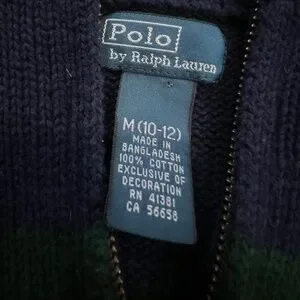 Polo
by Ralph Lauren
M (10-12)
MADE IN
BANGLADESH
100% COTTON
EXCLUSIVE OF
DECORATION
RN 41381
CA 56658